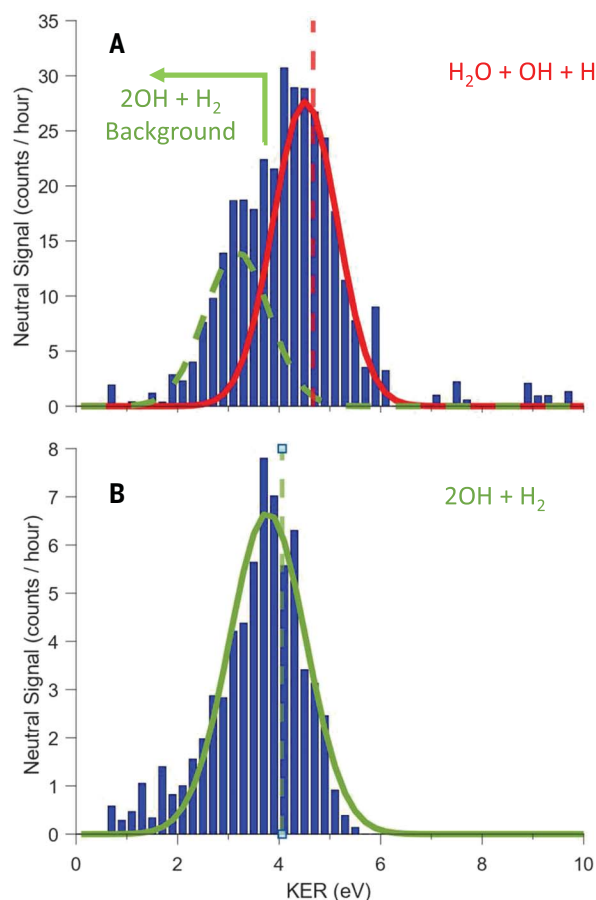 A
H₂O + OH + H
2OH + H₂
Background
Neutral Signal (counts / hour)
35
30
25
20
15
10
5
0
B
2OH + H₂
Neutral Signal (counts / hour)
8
7
6
5
4
3
2
1
0
0 2 4 6 8 10
KER (eV)